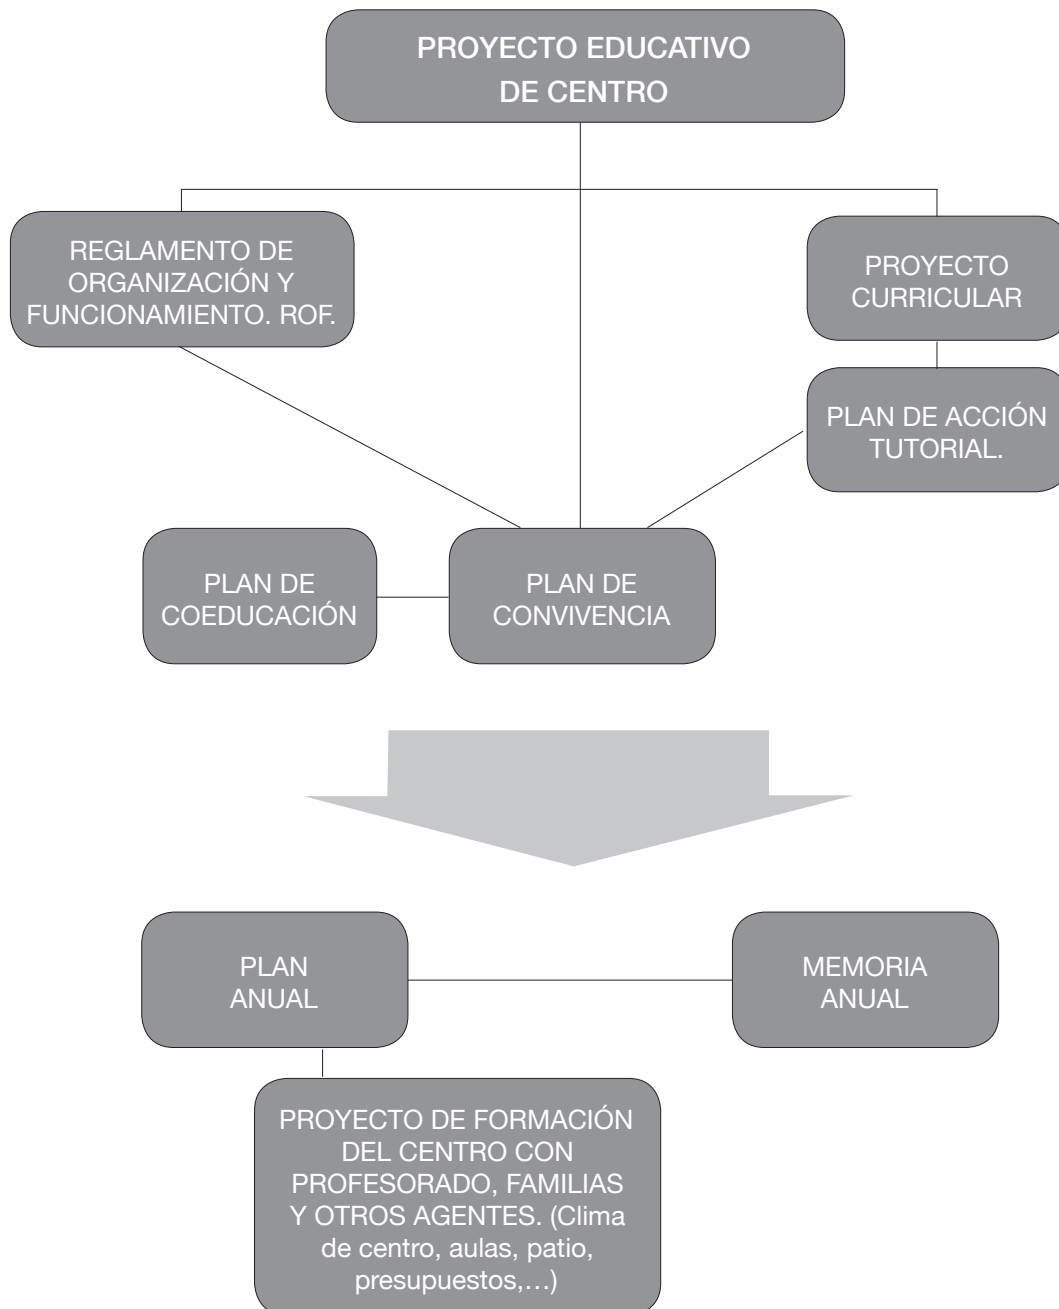 PROYECTO EDUCATIVO
DE CENTRO
REGLAMENTO DE
ORGANIZACIÓN Y
FUNCIONAMIENTO. ROF.
PROYECTO
CURRICULAR
PLAN DE ACCIÓN
TUTORIAL.
PLAN DE
COEDUCACIÓN
PLAN DE
CONVIVENCIA
PLAN
ANUAL
MEMORIA
ANUAL
PROYECTO DE FORMACIÓN
DEL CENTRO CON
PROFESORADO, FAMILIAS
Y OTROS AGENTES. (Clima
de centro, aulas, patio,
presupuestos,...)